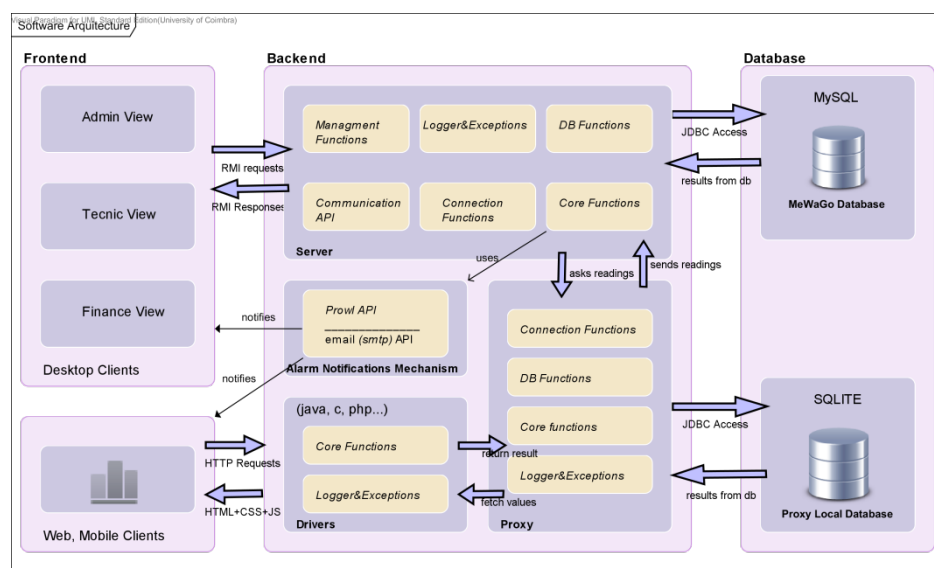 Visual Paradigm for UML Standard Edition(University of Coimbra)
Software Arquitecture
Frontend
Backend
Database
Admin View
Tecnic View
Finance View
Desktop Clients
RMI requests
RMI Responses
Managment
Functions
Logger&Exceptions
DB Functions
Communication
API
Connection
Functions
Core Functions
Server
JDBC Access
results from db
MySQL
MeWaGo Database
uses
asks readings
sends readings
notifies
notifies
Prowl API
______________
email (smtp) API
Alarm Notifications Mechanism
Connection Functions
DB Functions
Core functions
Logger&Exceptions
Proxy
(java, c, php...)
Core Functions
Logger&Exceptions
Drivers
return result
fetch values
HTTP Requests
HTML+CSS+JS
Web, Mobile Clients
JDBC Access
results from db
SQLITE
Proxy Local Database